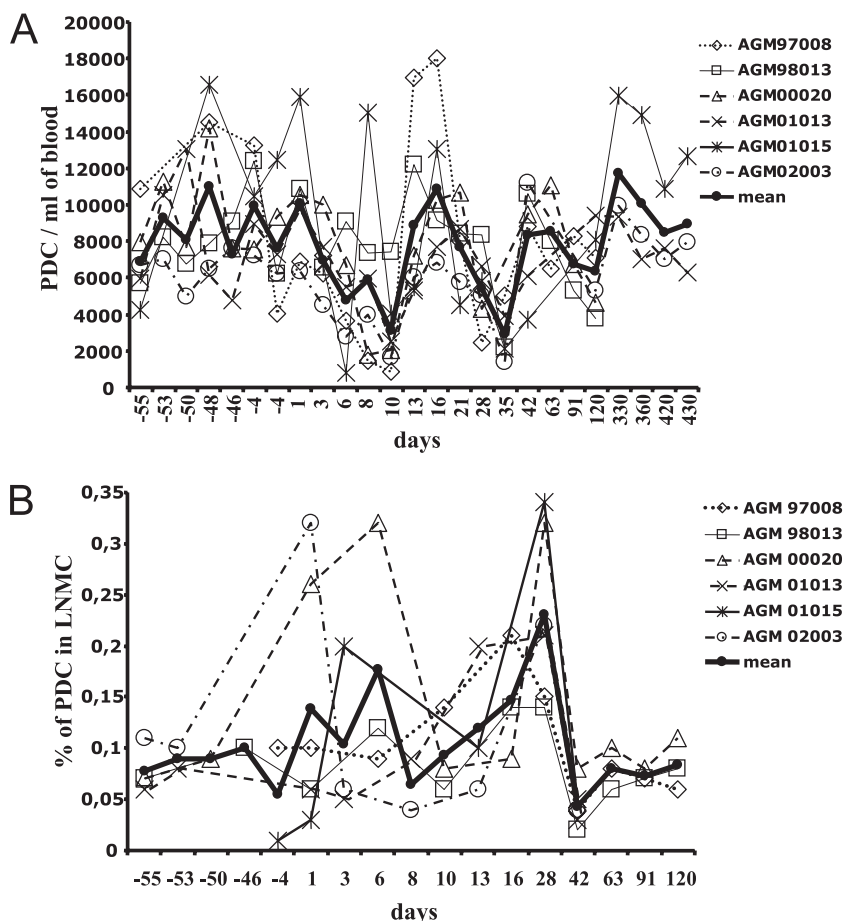 A
PDC / ml of blood
20000
18000
16000
14000
12000
10000
8000
6000
4000
2000
0
-55 -53 -50 -48 -46 -4 -4 1 3 6 8 10 13 16 21 28 35 42 63 91 120 330 360 420 430
days
AGM97008
AGM98013
AGM00020
AGM01013
AGM01015
AGM02003
mean
B
% of PDC in LNMC
0,35
0,3
0,25
0,2
0,15
0,1
0,05
0
-55 -53 -50 -46 -4 1 3 6 8 10 13 16 28 42 63 91 120
days
AGM 97008
AGM 98013
AGM 00020
AGM 01013
AGM 01015
AGM 02003
mean